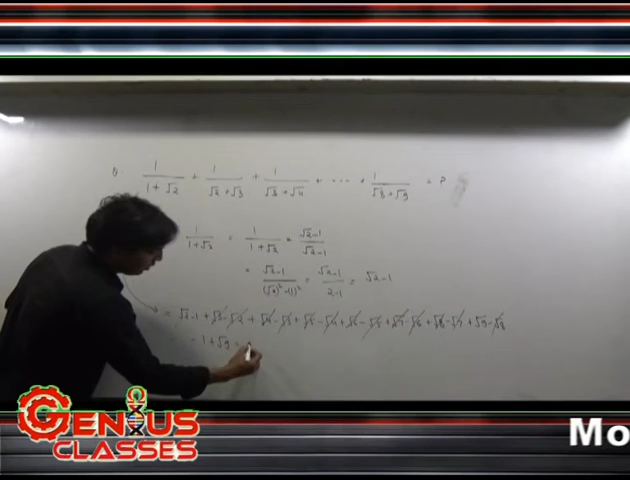 Q. 1/(1+√2) + 1/(√2+√3) + 1/(√3+√4) + ... + 1/(√8+√9) = ?
1/(1+√2) = 1/(1+√2) × (√2-1)/(√2-1)
= (√2-1)/((√2)²-(1)²) = (√2-1)/(2-1) = √2-1
= √2-1+√3-√2+√4-√3+√5-√4+√6-√5+√7-√6+√8-√7+√9-√8
-1+√9 =
GENIUS
CLASSES
Mo